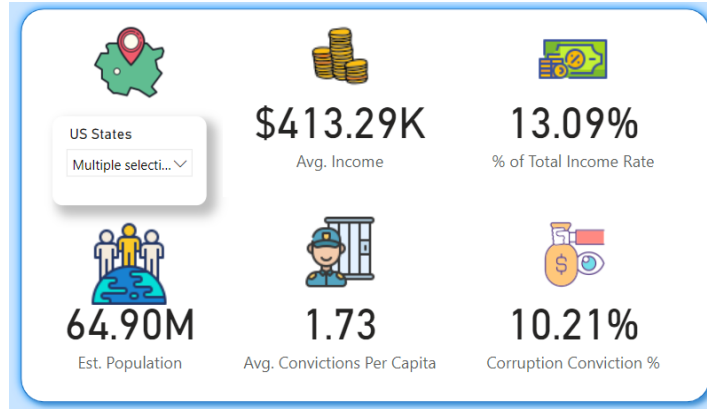 US States
Multiple selecti...
$413.29K
Avg. Income
13.09%
% of Total Income Rate
64.90M
Est. Population
1.73
Avg. Convictions Per Capita
10.21%
Corruption Conviction %